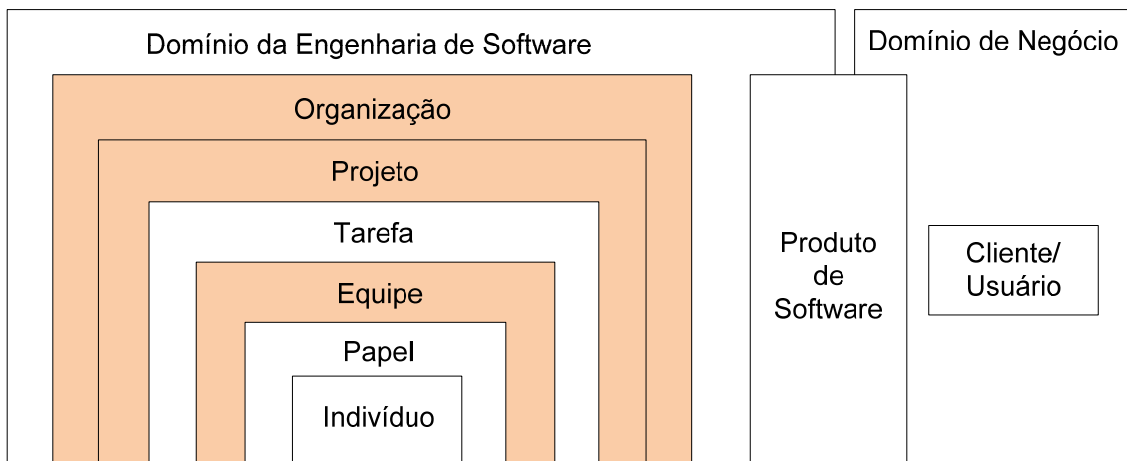 Domínio da Engenharia de Software
Domínio de Negócio
Organização
Projeto
Tarefa
Equipe
Papel
Indivíduo
Produto
de
Software
Cliente/
Usuário